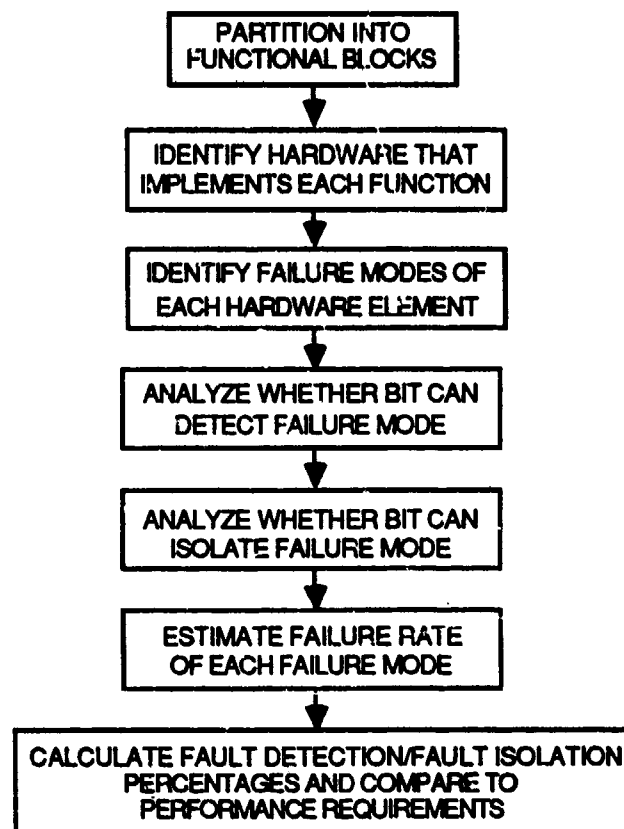 PARTITION INTO
FUNCTIONAL BLOCKS
IDENTIFY HARDWARE THAT
IMPLEMENTS EACH FUNCTION
IDENTIFY FAILURE MODES OF
EACH HARDWARE ELEMENT
ANALYZE WHETHER BIT CAN
DETECT FAILURE MODE
ANALYZE WHETHER BIT CAN
ISOLATE FAILURE MODE
ESTIMATE FAILURE RATE
OF EACH FAILURE MODE
CALCULATE FAULT DETECTION/FAULT ISOLATION
PERCENTAGES AND COMPARE TO
PERFORMANCE REQUIREMENTS